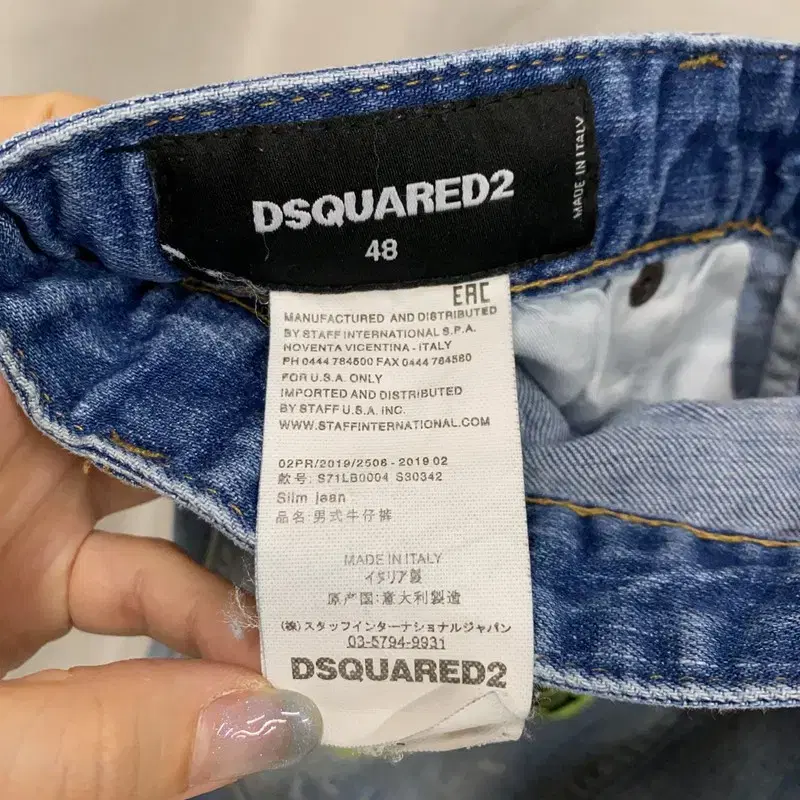 DSQUARED2
48
MADE IN ITALY
EAC
MANUFACTURED AND DISTRIBUTED
BY STAFF INTERNATIONAL S.P.A.
NOVENTA VICENTINA - ITALY
PH 0444 784500 FAX 0444 784580
FOR U.S.A. ONLY
IMPORTED AND DISTRIBUTED
BY STAFF U.S.A. INC.
WWW.STAFFINTERNATIONAL.COM
02PR/2019/2506 - 2019 02
款号: S71LB0004 S30342
Slim jean
品名: 男式牛仔裤
MADE IN ITALY
イタリア製
原产国:意大利製造
(株)スタッフインターナショナルジャパン
03-5794-9931
DSQUARED2